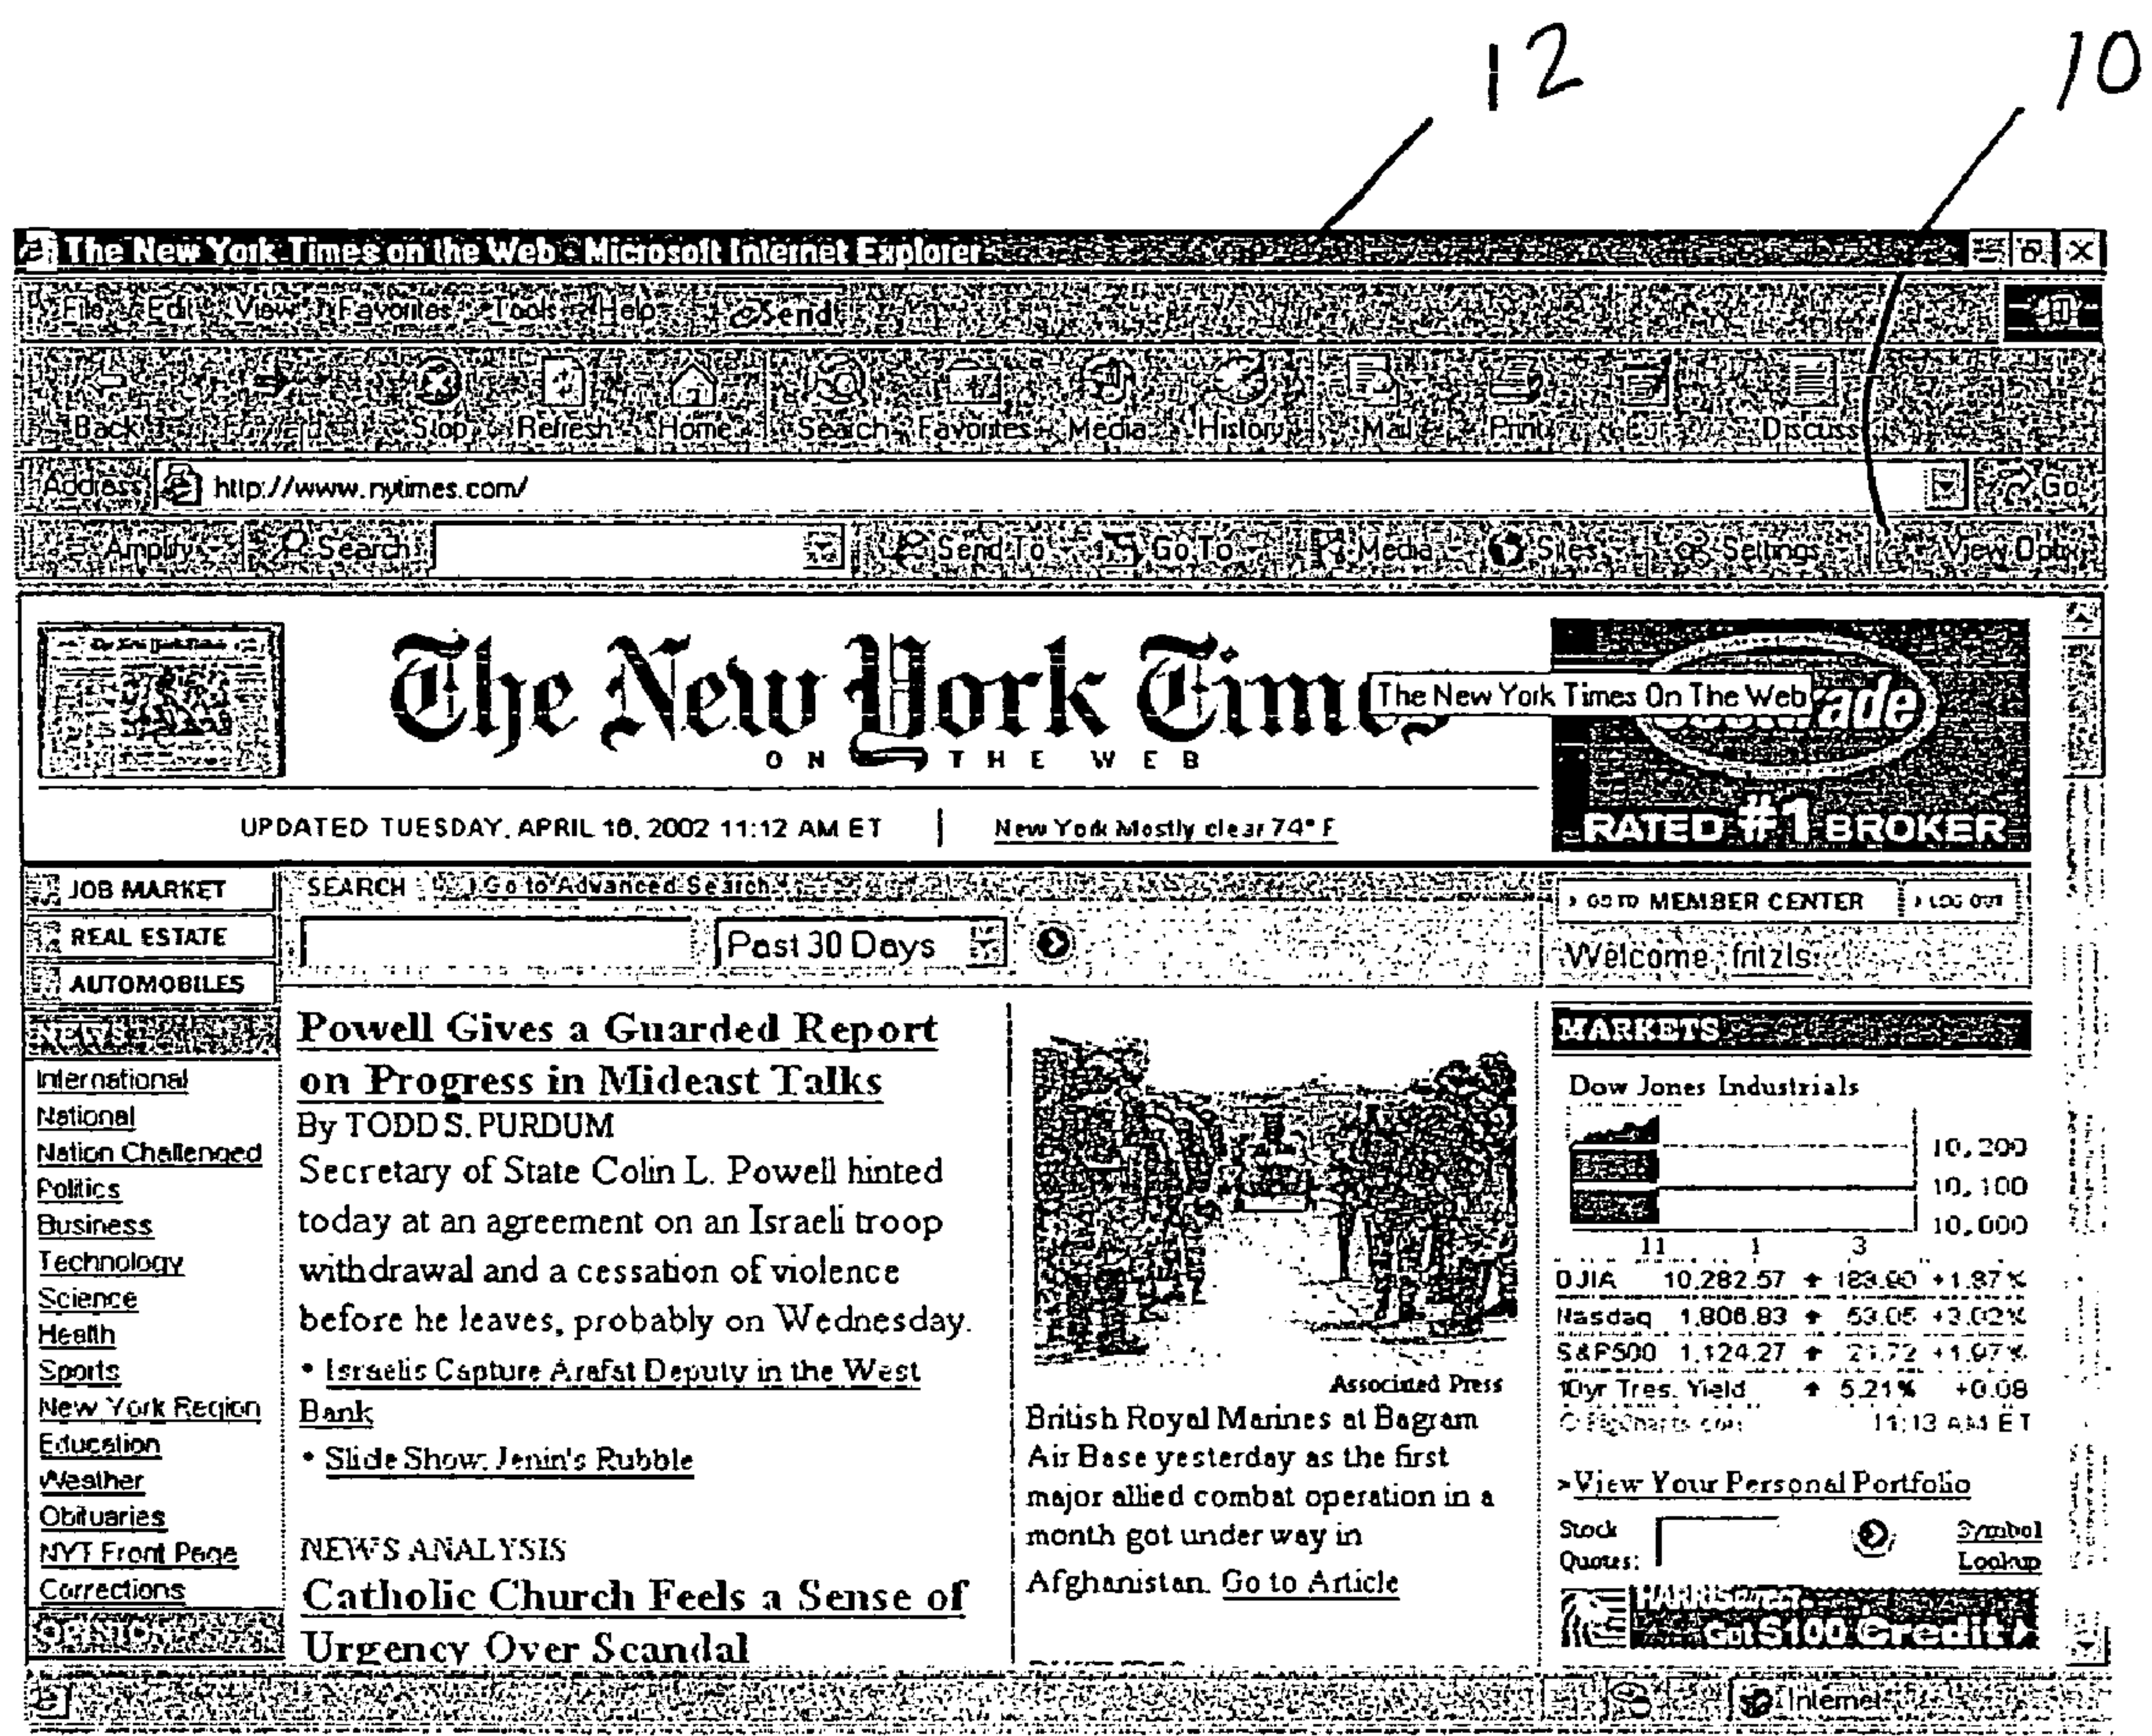 12
10
The New York Times on the Web - Microsoft Internet Explorer
File Edit View Favorites Tools Help Send
Back Stop Refresh Home Search Favorites Media History Mail Print Discuss
Address http://www.nytimes.com/ Go
Amplify Search Send To Go To Media Sites Settings View
The New York
The New York Times On The Web
ON THE WEB
RATED #1 BROKER
UPDATED TUESDAY, APRIL 16, 2002 11:12 AM ET | New York Mostly clear 74° F
JOB MARKET
REAL ESTATE
AUTOMOBILES
SEARCH Go to Advanced Search
Past 30 Days
GO TO MEMBER CENTER LOG OUT
Welcome,
NEWS
International
National
Nation Challenged
Politics
Business
Technology
Science
Health
Sports
New York Region
Education
Weather
Obituaries
NYT Front Page
Corrections
Powell Gives a Guarded Report
on Progress in Mideast Talks
By TODD S. PURDUM
Secretary of State Colin L. Powell hinted
today at an agreement on an Israeli troop
withdrawal and a cessation of violence
before he leaves, probably on Wednesday.
• Israelis Capture Arafat Deputy in the West
Bank
• Slide Show: Jenin's Rubble
NEWS ANALYSIS
Catholic Church Feels a Sense of
Urgency Over Scandal
Associated Press
British Royal Marines at Bagram
Air Base yesterday as the first
major allied combat operation in a
month got under way in
Afghanistan. Go to Article
MARKETS
Dow Jones Industrials
10,200
10,100
10,000
11 1 3
DJIA 10,282.57 +1.87%
Nasdaq 1,806.83 53.05
S&P500 1,124.27 21.72 +1.97%
10yr Tres. Yield 5.21% +0.08
11:13 AM ET
>View Your Personal Portfolio
Stock
Quotes:
Symbol
Lookup
HARRISdirect
Get $100 Credit
Internet